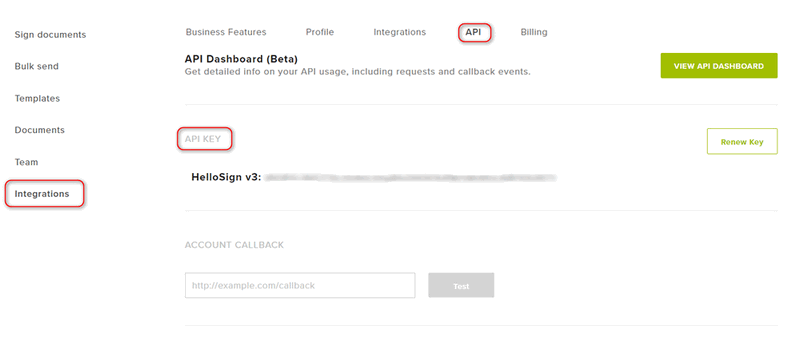 Sign documents
Bulk send
Templates
Documents
Team
Integrations
Business Features Profile Integrations API Billing
API Dashboard (Beta)
Get detailed info on your API usage, including requests and callback events.
VIEW API DASHBOARD
API KEY
Renew Key
HelloSign v3:
ACCOUNT CALLBACK
http://example.com/callback
Test